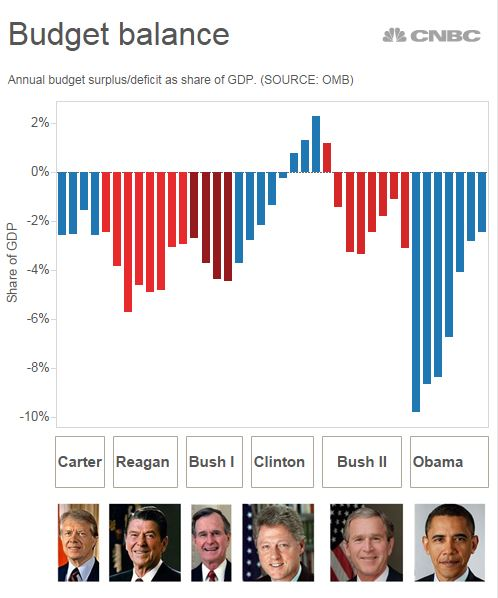 Budget balance
CNBC
Annual budget surplus/deficit as share of GDP. (SOURCE: OMB)
2%
0%
-2%
-4%
-6%
-8%
-10%
Share of GDP
Carter Reagan Bush I Clinton Bush II Obama